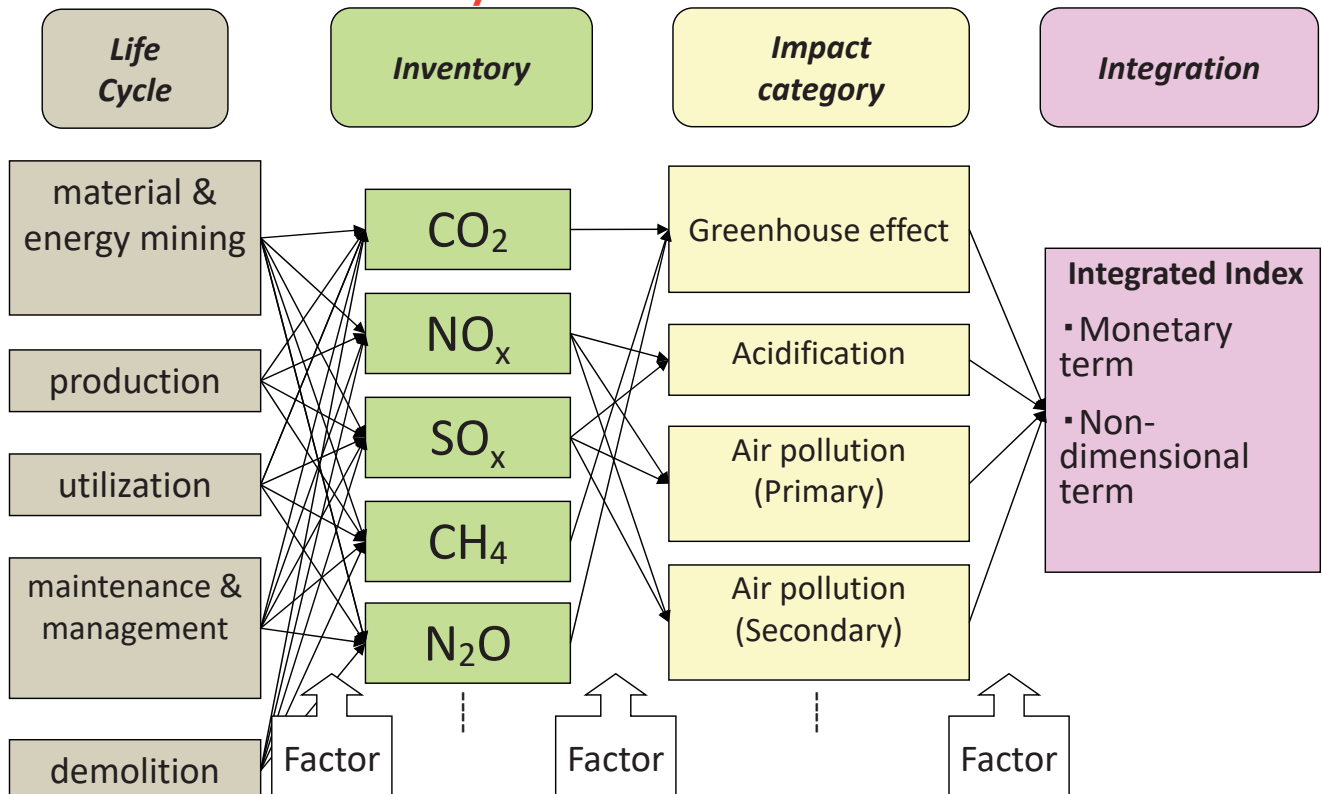 Life
Cycle
Inventory
Impact
category
Integration
material &
energy mining
production
utilization
maintenance &
management
demolition
CO₂
NOₓ
SOₓ
CH₄
N₂O
Greenhouse effect
Acidification
Air pollution
(Primary)
Air pollution
(Secondary)
Integrated Index
・Monetary
term
・Non-
dimensional
term
Factor
Factor
Factor